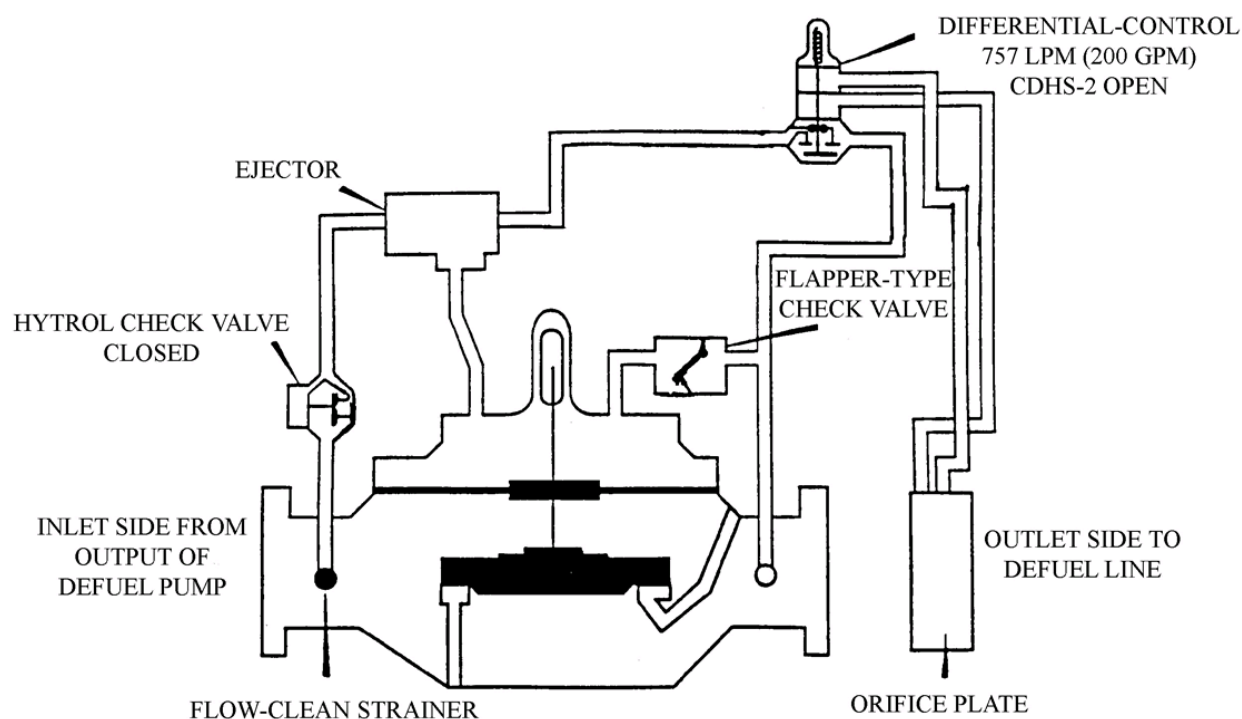 DIFFERENTIAL-CONTROL
757 LPM (200 GPM)
CDHS-2 OPEN
EJECTOR
FLAPPER-TYPE
CHECK VALVE
HYTROL CHECK VALVE
CLOSED
INLET SIDE FROM
OUTPUT OF
DEFUEL PUMP
OUTLET SIDE TO
DEFUEL LINE
FLOW-CLEAN STRAINER
ORIFICE PLATE